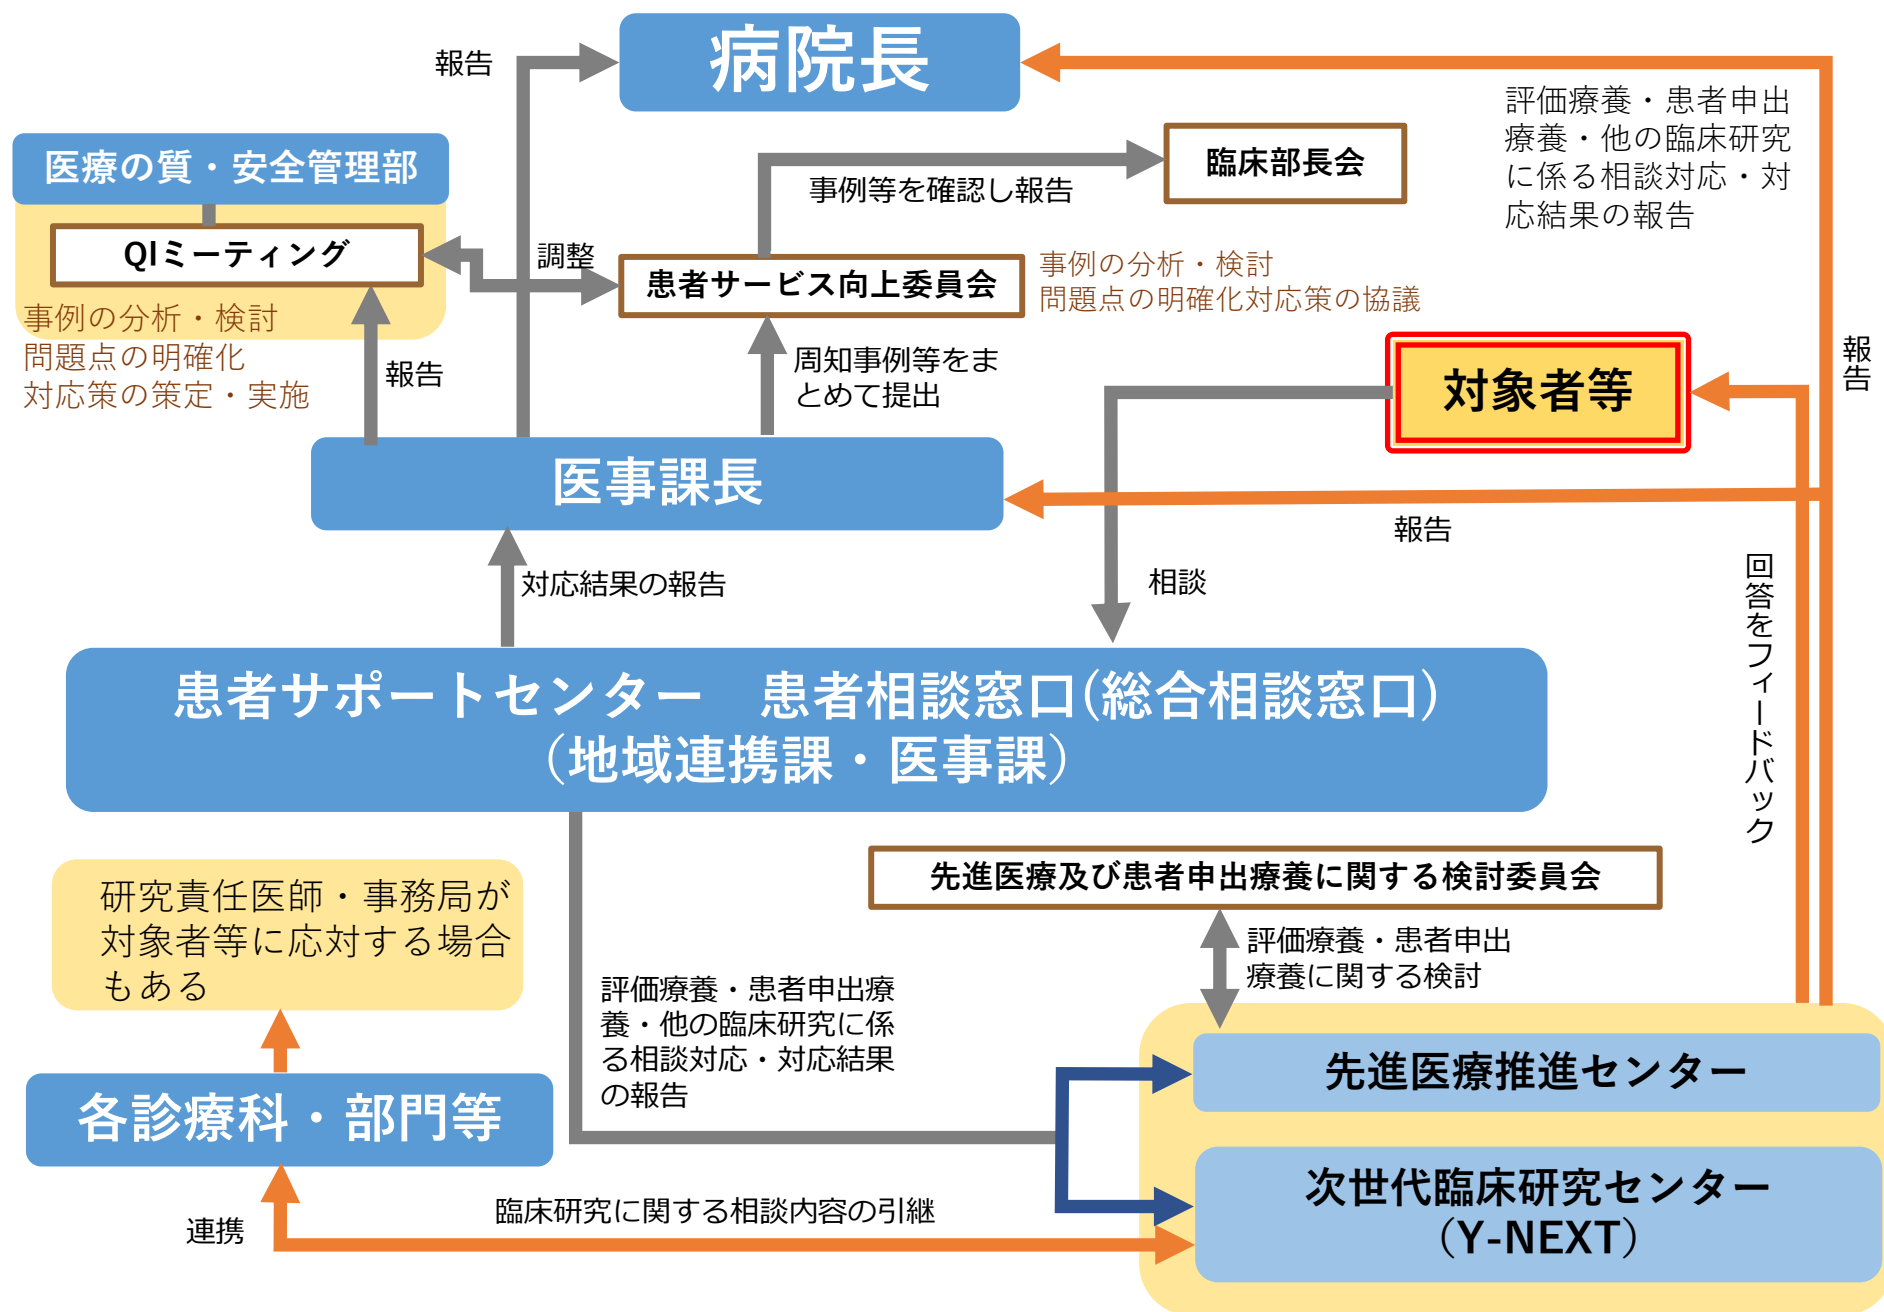 病院長
報告
評価療養・患者申出
療養・他の臨床研究
に係る相談対応・対
応結果の報告
医療の質・安全管理部
臨床部長会
事例等を確認し報告
QIミーティング
調整
患者サービス向上委員会
事例の分析・検討
問題点の明確化対応策の協議
事例の分析・検討
問題点の明確化
対応策の策定・実施
報告
周知事例等をま
とめて提出
対象者等
報告
医事課長
報告
対応結果の報告
相談
回答をフィードバック
患者サポートセンター　患者相談窓口(総合相談窓口)
（地域連携課・医事課）
先進医療及び患者申出療養に関する検討委員会
研究責任医師・事務局が
対象者等に応対する場合
もある
評価療養・患者申出
療養に関する検討
評価療養・患者申出療
養・他の臨床研究に係
る相談対応・対応結果
の報告
先進医療推進センター
各診療科・部門等
次世代臨床研究センター
（Y-NEXT）
臨床研究に関する相談内容の引継
連携